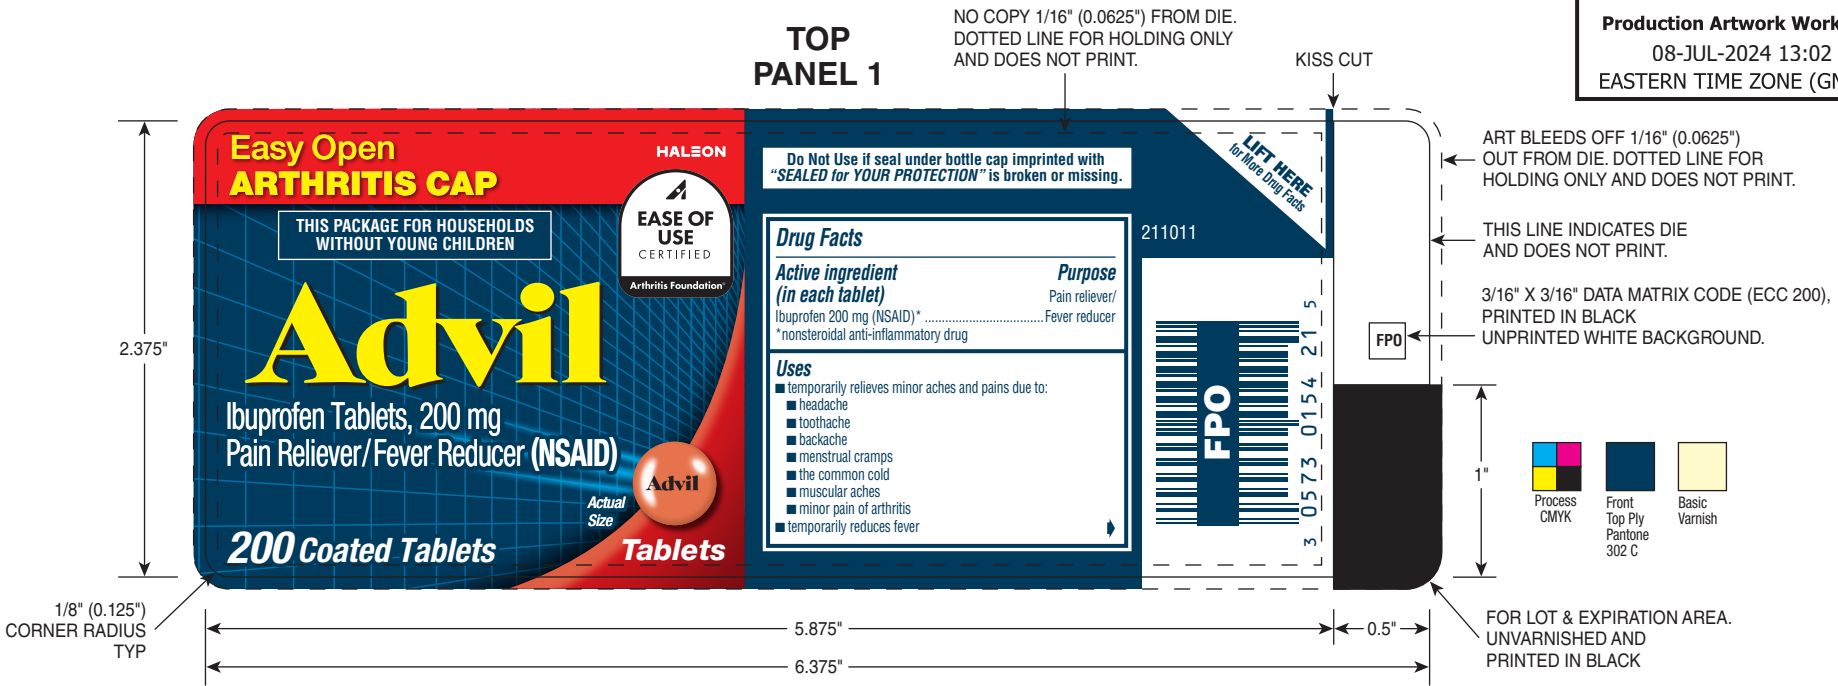 TOP
PANEL 1
NO COPY 1/16" (0.0625") FROM DIE.
DOTTED LINE FOR HOLDING ONLY
AND DOES NOT PRINT.
KISS CUT
Production Artwork Work
08-JUL-2024 13:02
EASTERN TIME ZONE (GM
Easy Open
ARTHRITIS CAP
HALEON
THIS PACKAGE FOR HOUSEHOLDS
WITHOUT YOUNG CHILDREN
EASE OF
USE
CERTIFIED
Arthritis Foundation®
Advil
Ibuprofen Tablets, 200 mg
Pain Reliever/Fever Reducer (NSAID)
Actual
Size
Advil
200 Coated Tablets
Tablets
Do Not Use if seal under bottle cap imprinted with
“SEALED for YOUR PROTECTION” is broken or missing.
Drug Facts
Active ingredient
(in each tablet)
Purpose
Pain reliever/
Ibuprofen 200 mg (NSAID)* ..................................Fever reducer
*nonsteroidal anti-inflammatory drug
Uses
■ temporarily relieves minor aches and pains due to:
■ headache
■ toothache
■ backache
■ menstrual cramps
■ the common cold
■ muscular aches
■ minor pain of arthritis
■ temporarily reduces fever
LIFT HERE
for More Drug Facts
211011
FPO
3 0573 0154 21 5
FPO
ART BLEEDS OFF 1/16" (0.0625")
OUT FROM DIE. DOTTED LINE FOR
HOLDING ONLY AND DOES NOT PRINT.
THIS LINE INDICATES DIE
AND DOES NOT PRINT.
3/16" X 3/16" DATA MATRIX CODE (ECC 200),
PRINTED IN BLACK
UNPRINTED WHITE BACKGROUND.
2.375"
1"
Process
CMYK
Front
Top Ply
Pantone
302 C
Basic
Varnish
1/8" (0.125")
CORNER RADIUS
TYP
5.875"
0.5"
6.375"
FOR LOT & EXPIRATION AREA.
UNVARNISHED AND
PRINTED IN BLACK